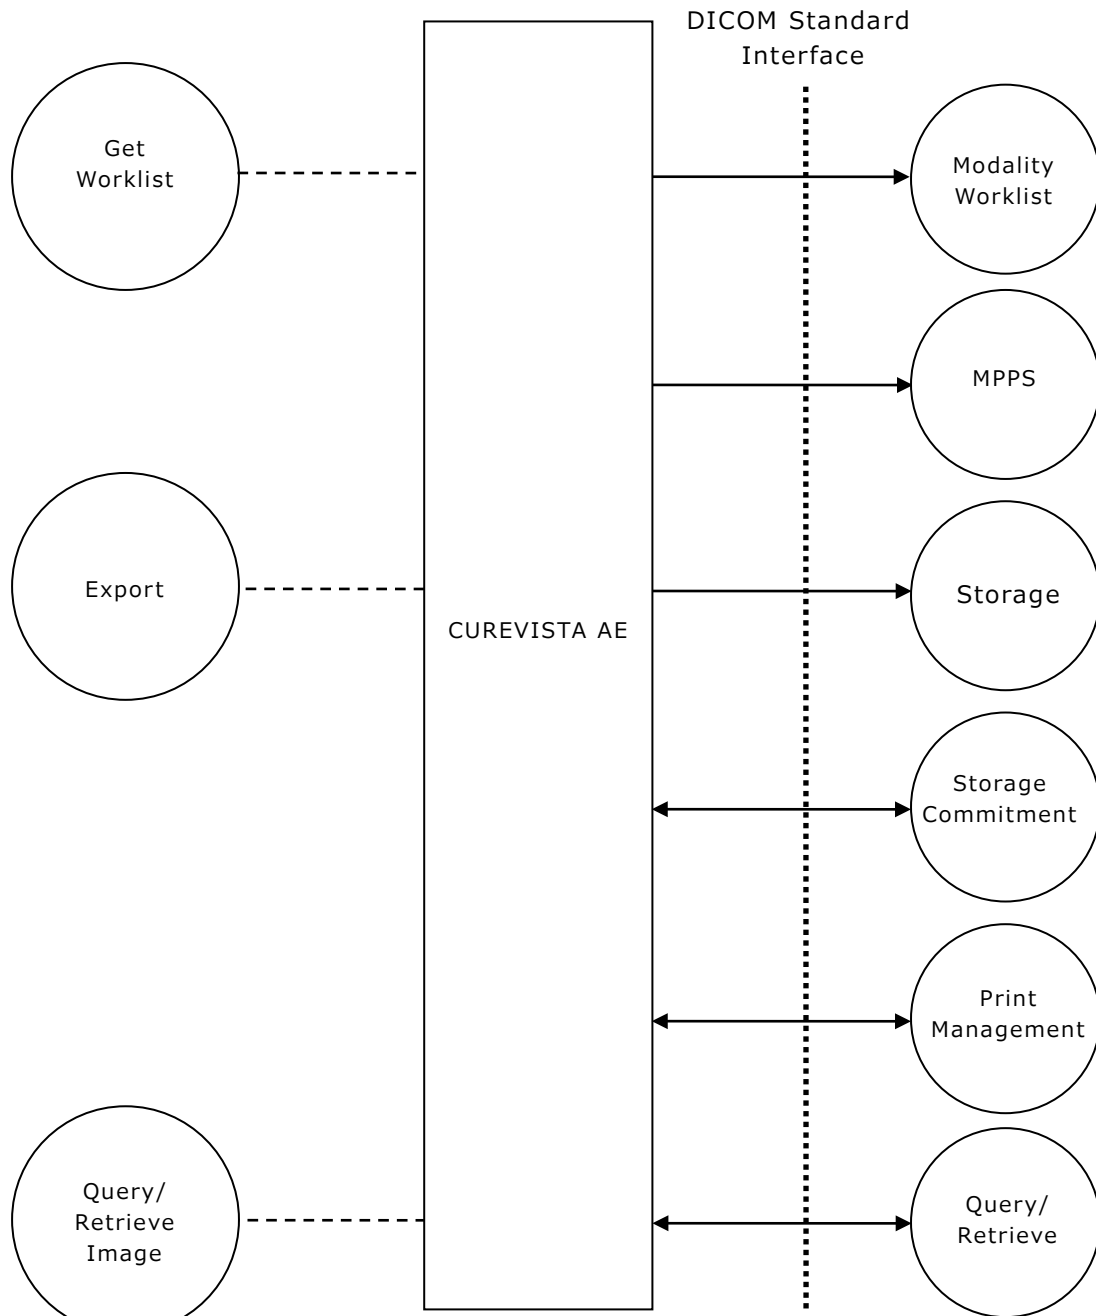 DICOM Standard
Interface
Get
Worklist
Modality
Worklist
MPPS
Export
CUREVISTA AE
Storage
Storage
Commitment
Print
Management
Query/
Retrieve
Image
Query/
Retrieve